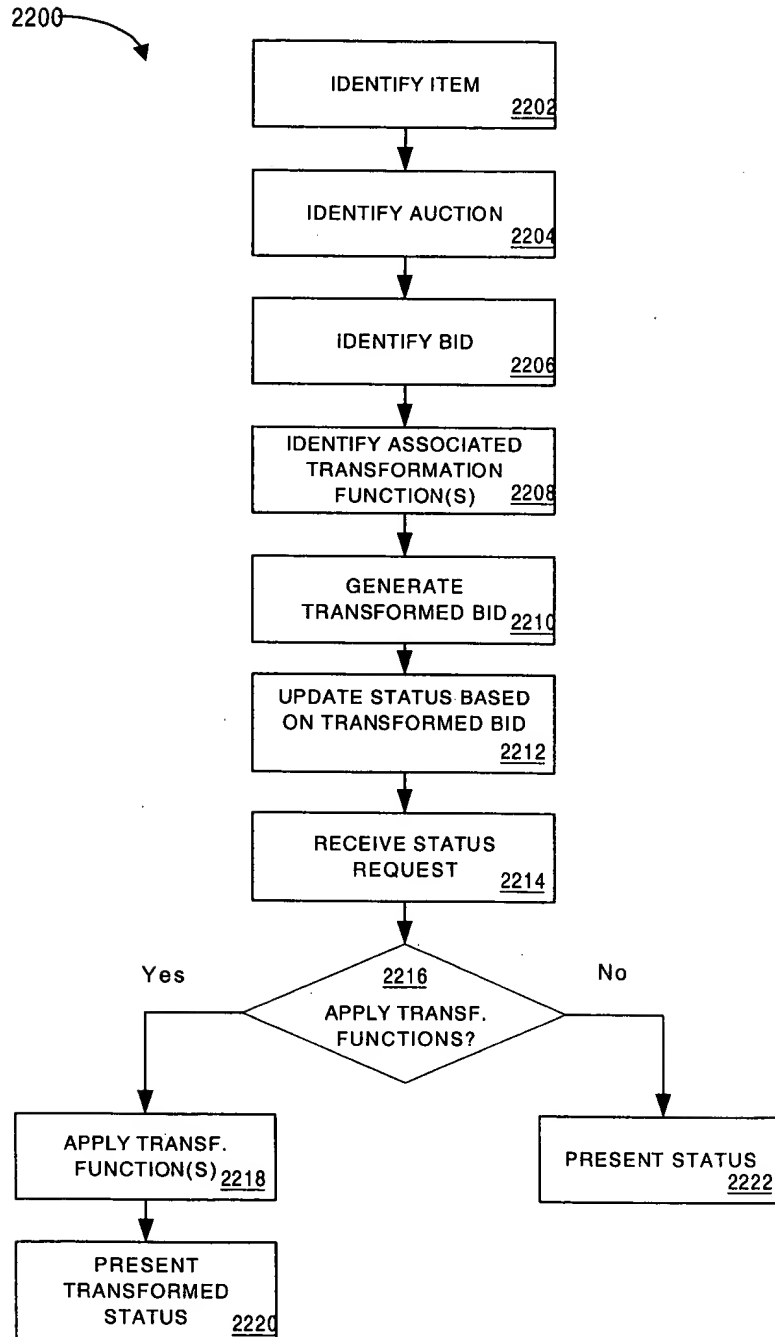 2200
IDENTIFY ITEM
2202
IDENTIFY AUCTION
2204
IDENTIFY BID
2206
IDENTIFY ASSOCIATED
TRANSFORMATION
FUNCTION(S) 2208
GENERATE
TRANSFORMED BID 2210
UPDATE STATUS BASED
ON TRANSFORMED BID
2212
RECEIVE STATUS
REQUEST 2214
Yes
2216
No
APPLY TRANSF.
FUNCTIONS?
APPLY TRANSF.
FUNCTION(S) 2218
PRESENT STATUS
2222
PRESENT
TRANSFORMED
STATUS 2220